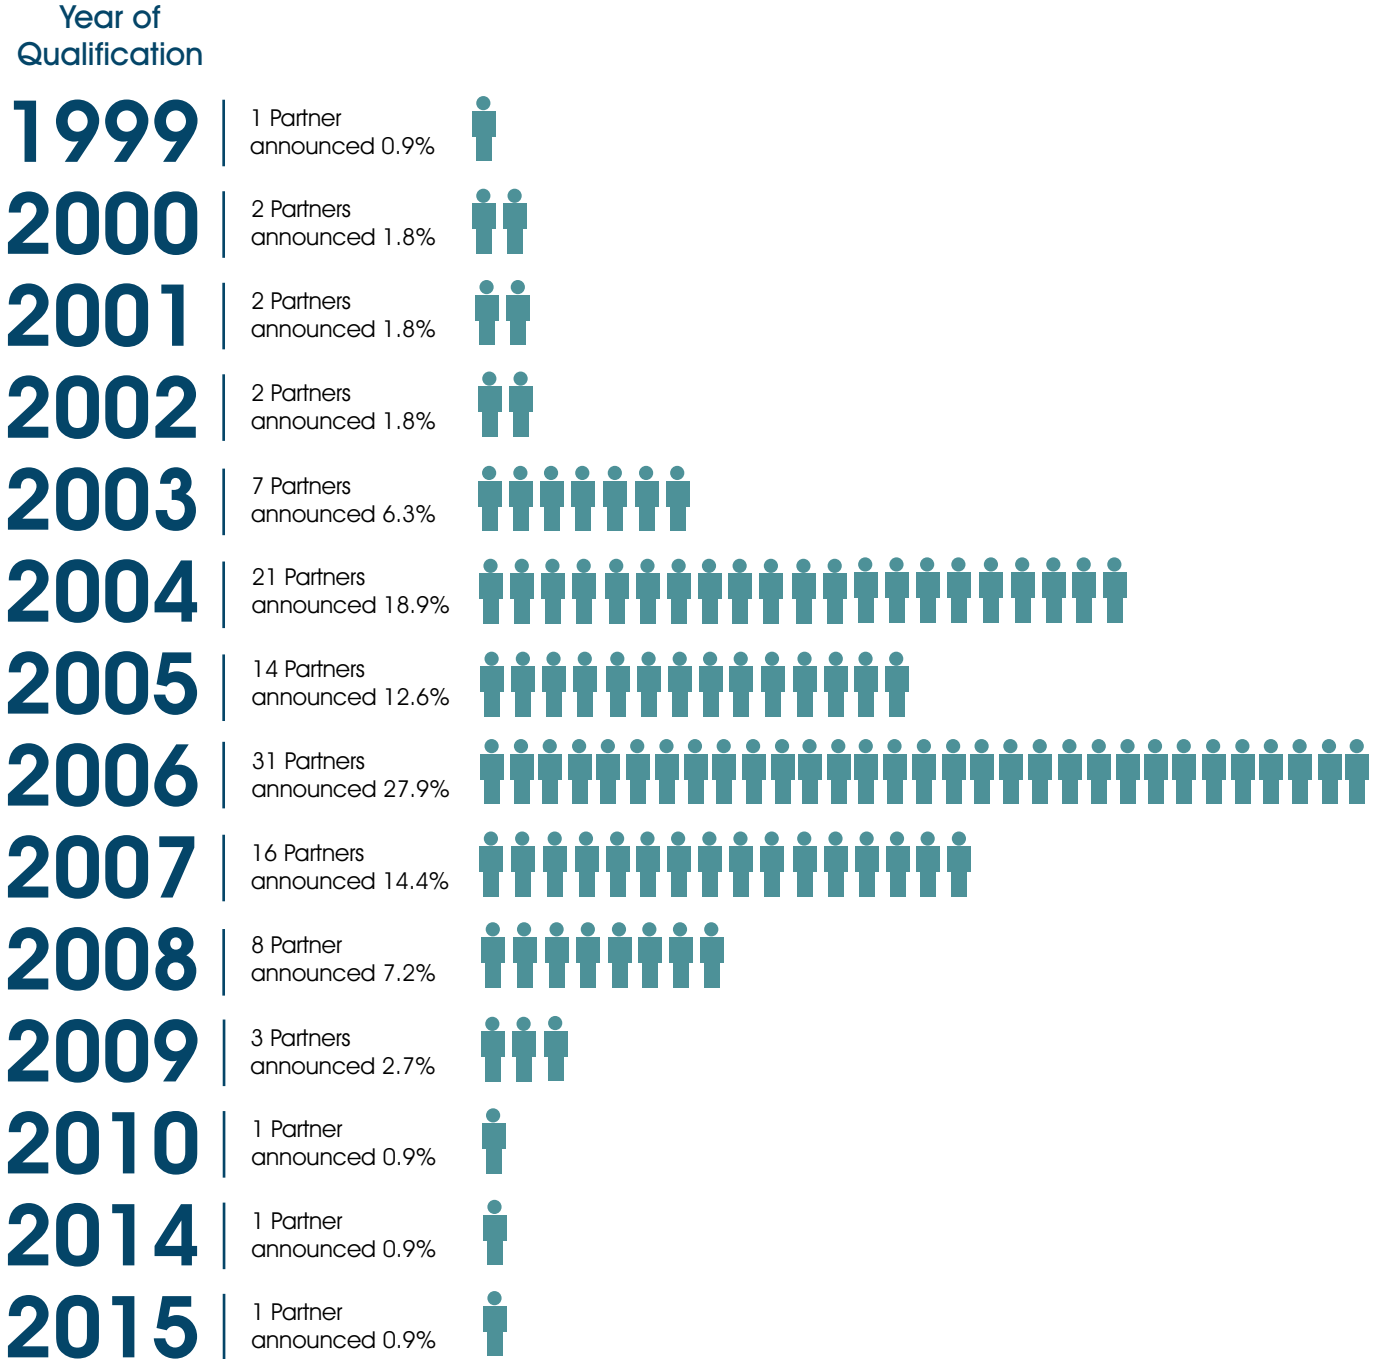 Year of
Qualification
1999
1 Partner
announced 0.9%
2000
2 Partners
announced 1.8%
2001
2 Partners
announced 1.8%
2002
2 Partners
announced 1.8%
2003
7 Partners
announced 6.3%
2004
21 Partners
announced 18.9%
2005
14 Partners
announced 12.6%
2006
31 Partners
announced 27.9%
2007
16 Partners
announced 14.4%
2008
8 Partner
announced 7.2%
2009
3 Partners
announced 2.7%
2010
1 Partner
announced 0.9%
2014
1 Partner
announced 0.9%
2015
1 Partner
announced 0.9%